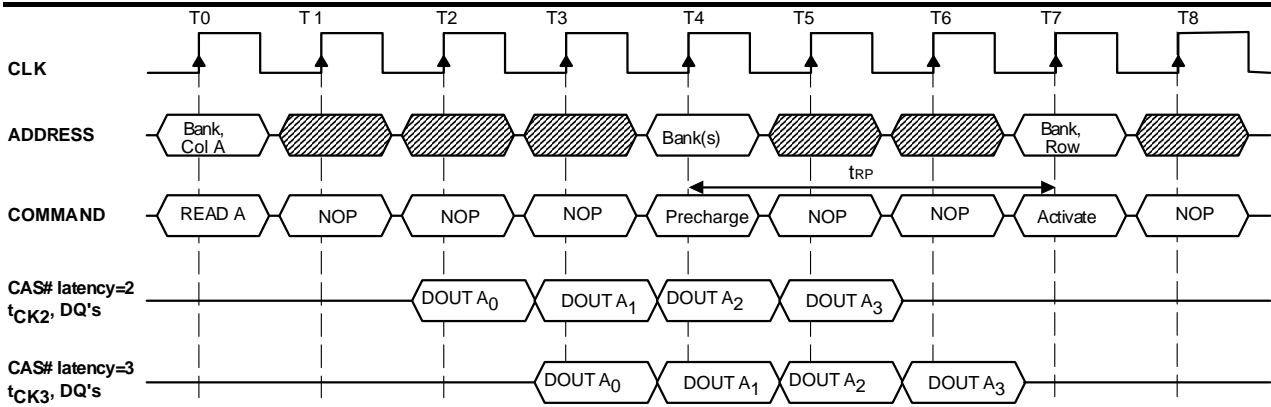 T0 T 1 T2 T3 T4 T5 T6 T7 T8
CLK
ADDRESS
Bank,
Col A
Bank(s)
Bank,
Row
tRP
COMMAND
READ A NOP NOP NOP Precharge NOP NOP Activate NOP
CAS# latency=2
tCK2, DQ's
DOUT A0 DOUT A1 DOUT A2 DOUT A3
CAS# latency=3
tCK3, DQ's
DOUT A0 DOUT A1 DOUT A2 DOUT A3